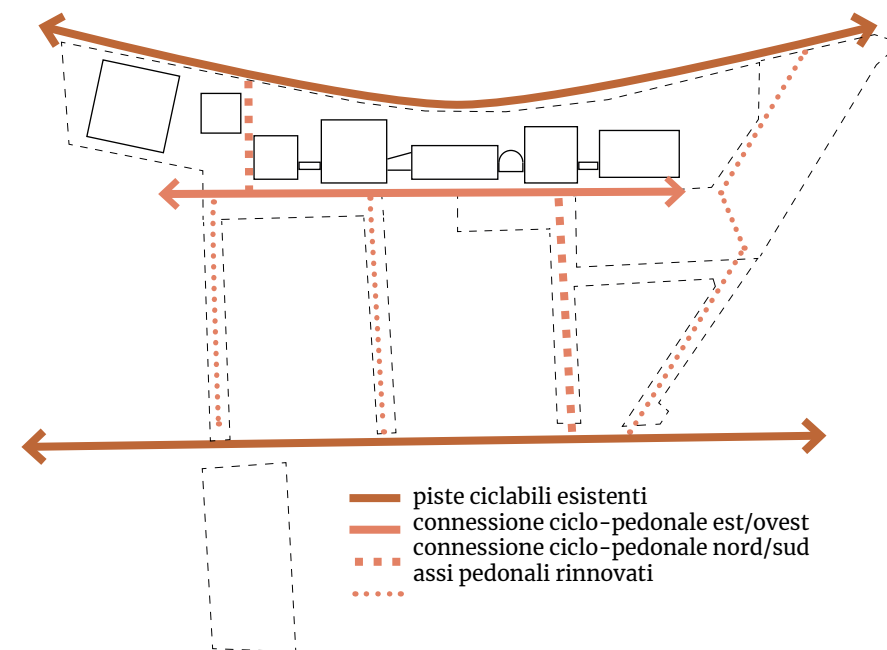 piste ciclabili esistenti
connessione ciclo-pedonale est/ovest
connessione ciclo-pedonale nord/sud
assi pedonali rinnovati